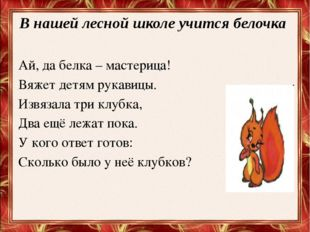 В нашей лесной школе учится белочка
Ай, да белка – мастерица!
Вяжет детям рукавицы.
Извязала три клубка,
Два ещё лежат пока.
У кого ответ готов:
Сколько было у неё клубков?